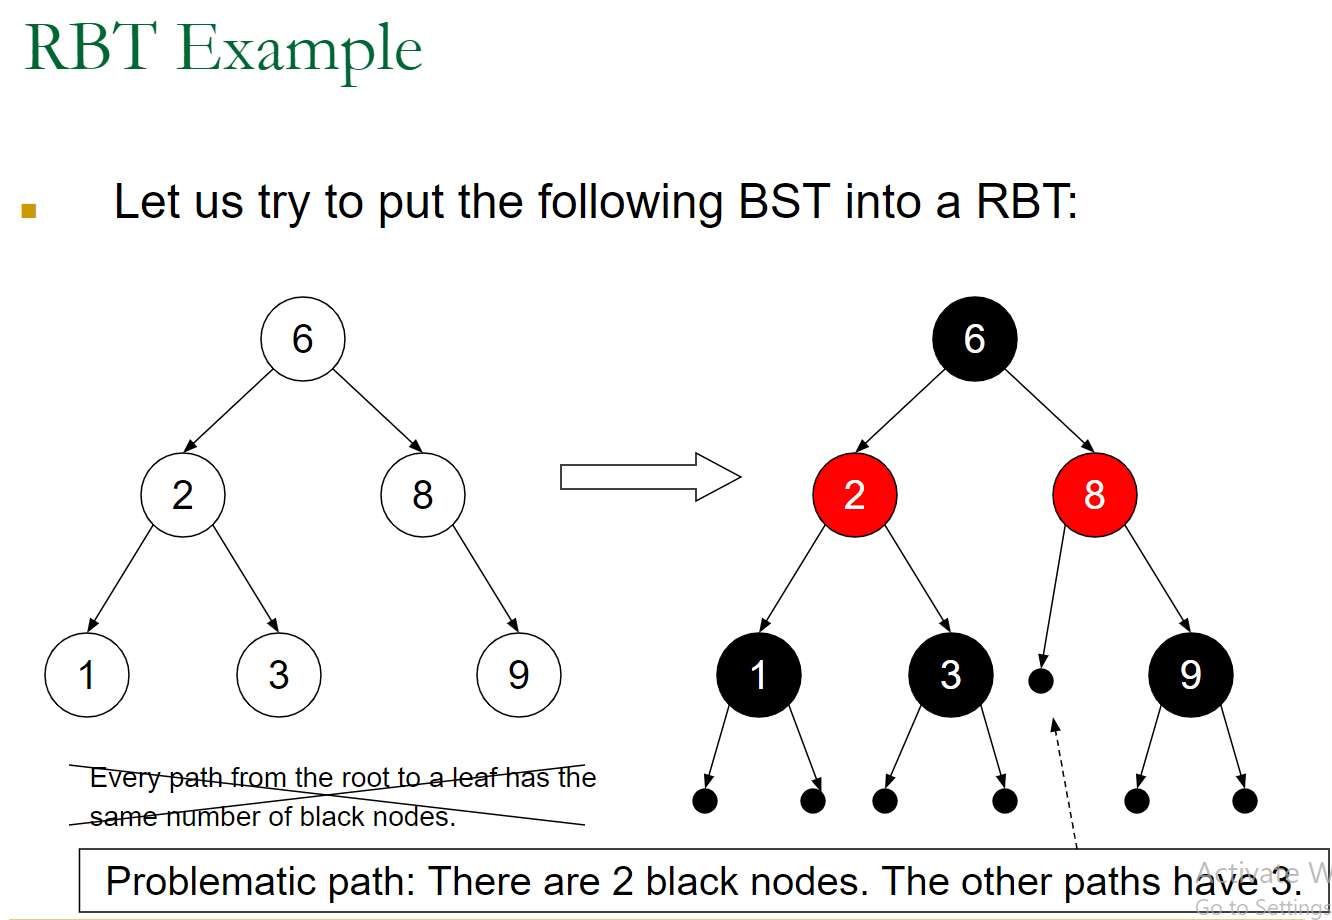 RBT Example
Let us try to put the following BST into a RBT:
6
6
2
8
2
8
1
3
9
1
3
9
Every path from the root to a leaf has the
same number of black nodes.
Problematic path: There are 2 black nodes. The other paths have 3.
Activate W
Go to Settings